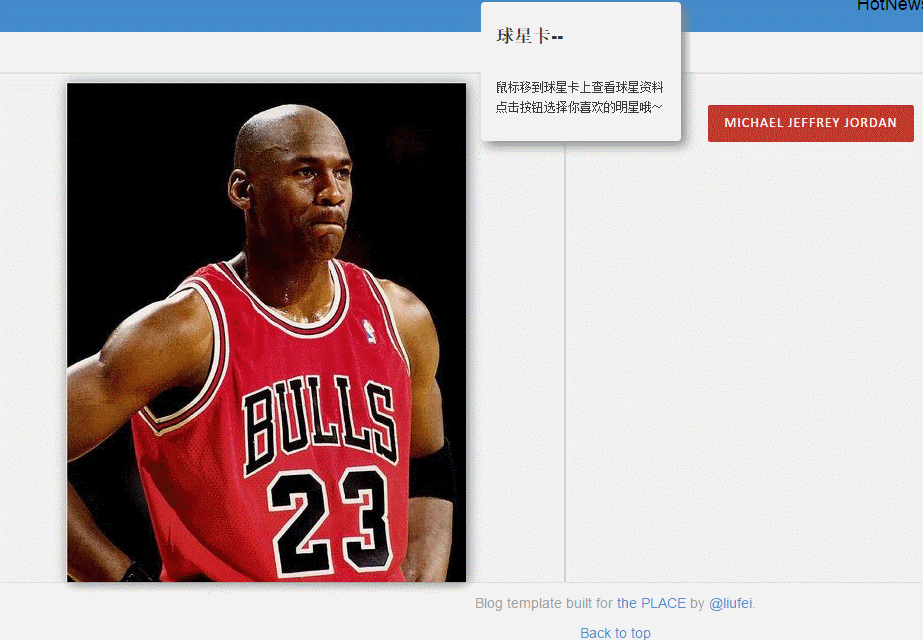 HotNews
球星卡--
鼠标移到球星卡上查看球星资料
点击按钮选择你喜欢的明星哦~
MICHAEL JEFFREY JORDAN
BULLS
23
Blog template built for the PLACE by @liufei.
Back to top